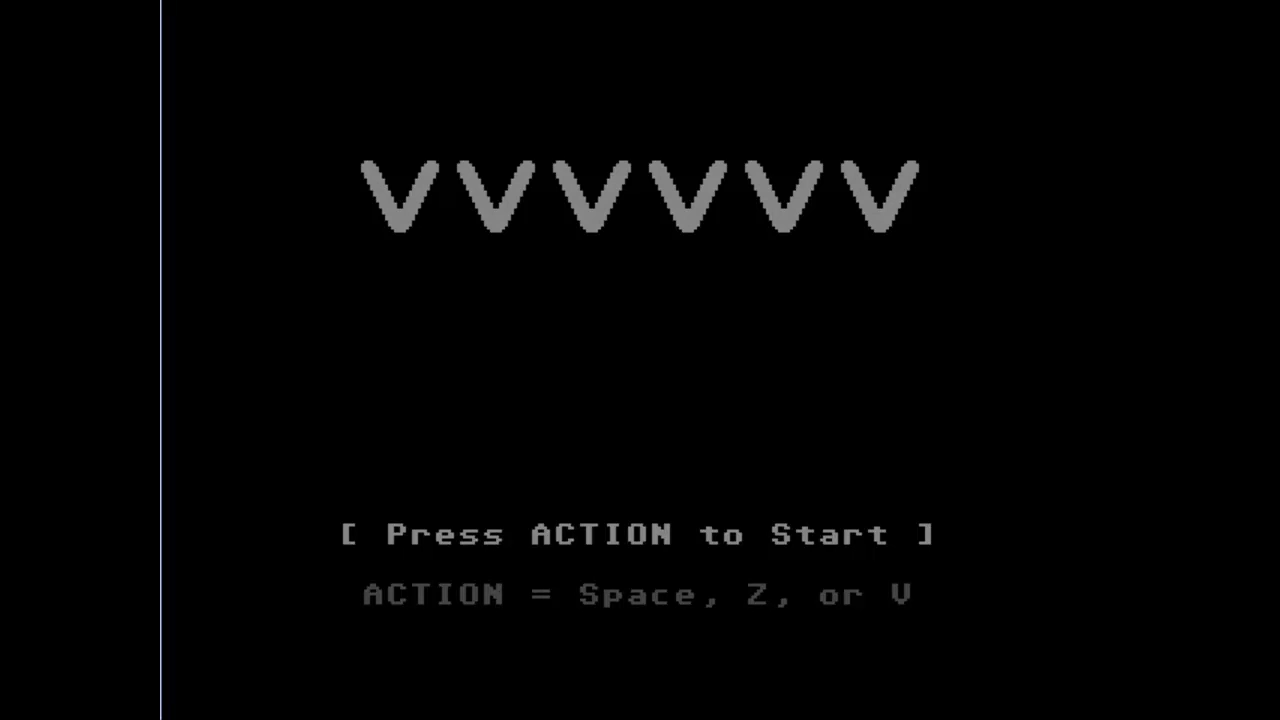 VVVVVV
[ Press ACTION to Start ]
ACTION = Space, Z, or V